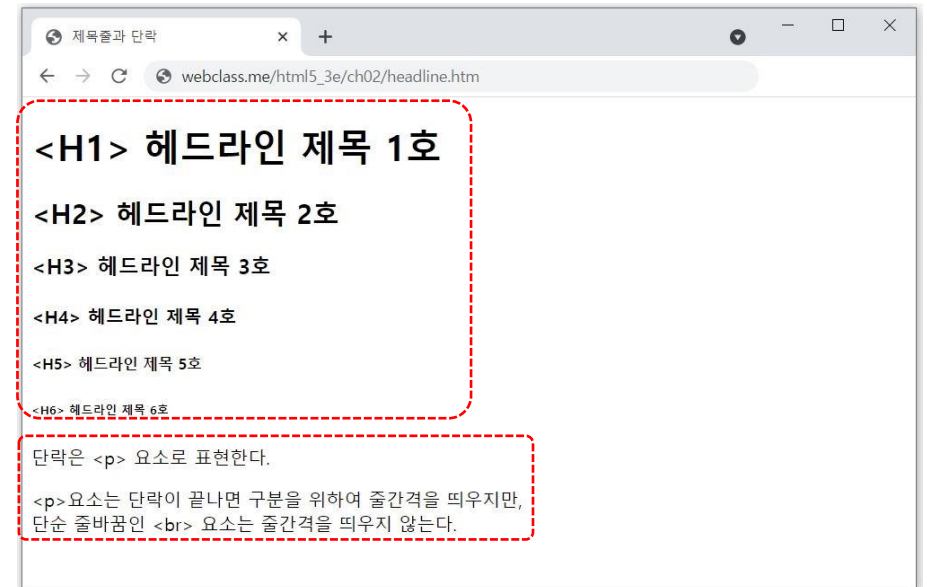 제목줄과 단락
webclass.me/html5_3e/ch02/headline.htm
<H1> 헤드라인 제목 1호
<H2> 헤드라인 제목 2호
<H3> 헤드라인 제목 3호
<H4> 헤드라인 제목 4호
<H5> 헤드라인 제목 5호
<H6> 헤드라인 제목 6호
단락은 <p> 요소로 표현한다.
<p>요소는 단락이 끝나면 구분을 위하여 줄간격을 띄우지만,
단순 줄바꿈인 <br> 요소는 줄간격을 띄우지 않는다.